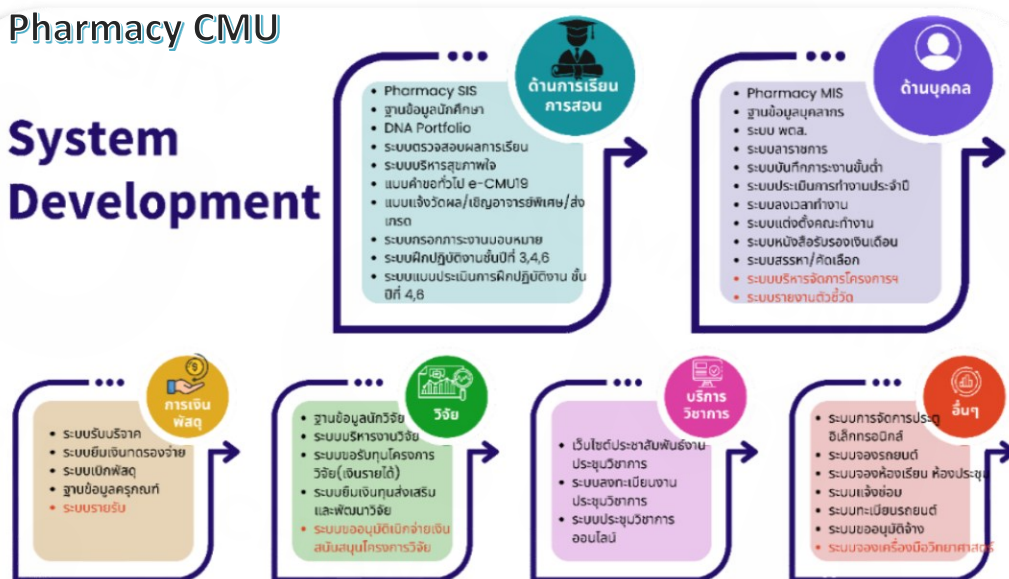 Pharmacy CMU
System
Development
ด้านการเรียน
การสอน
• Pharmacy SIS
• ฐานข้อมูลนักศึกษา
• DNA Portfolio
• ระบบตรวจสอบผลการเรียน
• ระบบบริหารสุขภาพใจ
• แบบคำขอทั่วไป e-CMU19
• แบบแจ้งวัดผล/เชิญอาจารย์พิเศษ/ส่ง
เกรด
• ระบบกรอกภาระงานมอบหมาย
• ระบบฝึกปฏิบัติงานชั้นปีที่ 3,4,6
• ระบบแบบประเมินการฝึกปฏิบัติงาน ชั้น
ปีที่ 4,6
ด้านบุคคล
• Pharmacy MIS
• ฐานข้อมูลบุคลากร
• ระบบ พตส.
• ระบบลาราชการ
• ระบบบันทึกภาระงานขั้นต่ำ
• ระบบประเมินการทำงานประจำปี
• ระบบลงเวลาทำงาน
• ระบบแต่งตั้งคณะทำงาน
• ระบบหนังสือรับรองเงินเดือน
• ระบบสรรหา/คัดเลือก
• ระบบบริหารจัดการโครงการฯ
• ระบบรายงานตัวชี้วัด
การเงิน
พัสดุ
• ระบบรับบริจาค
• ระบบยืมเงินทดรองจ่าย
• ระบบเบิกพัสดุ
• ฐานข้อมูลครุภัณฑ์
• ระบบรายรับ
วิจัย
• ฐานข้อมูลนักวิจัย
• ระบบบริหารงานวิจัย
• ระบบขอรับทุนโครงการ
วิจัย(เงินรายได้)
• ระบบยืมเงินทุนส่งเสริม
และพัฒนาวิจัย
• ระบบขออนุมัติเบิกจ่ายเงิน
สนับสนุนโครงการวิจัย
บริการ
วิชาการ
• เว็บไซต์ประชาสัมพันธ์งาน
ประชุมวิชาการ
• ระบบลงทะเบียนงาน
ประชุมวิชาการ
• ระบบประชุมวิชาการ
ออนไลน์
อื่นๆ
• ระบบการจัดการประตู
อิเล็กทรอนิกส์
• ระบบจองรถยนต์
• ระบบจองห้องเรียน ห้องประชุม
• ระบบแจ้งซ่อม
• ระบบทะเบียนรถยนต์
• ระบบขออนุมัติจ้าง
• ระบบจองเครื่องมือวิทยาศาสตร์